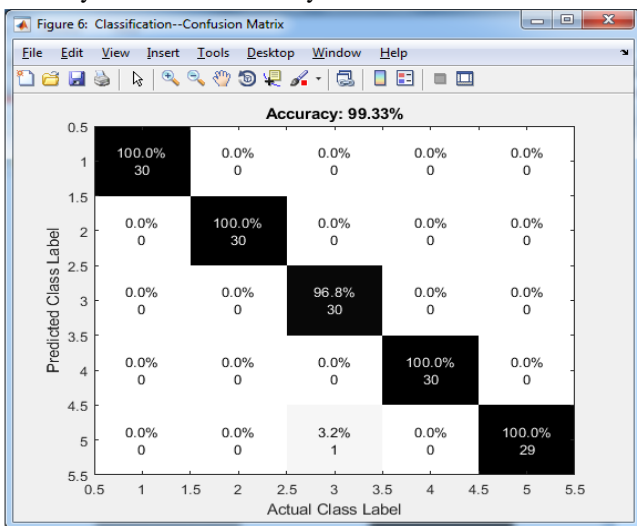 Figure 6: Classification--Confusion Matrix
File Edit View Insert Tools Desktop Window Help
Accuracy: 99.33%
0.5
100.0% 0.0% 0.0% 0.0% 0.0%
1
30 0 0 0 0
1.5
0.0% 100.0% 0.0% 0.0% 0.0%
2
0 30 0 0 0
2.5
0.0% 0.0% 96.8% 0.0% 0.0%
3
0 0 30 0 0
3.5
0.0% 0.0% 0.0% 100.0% 0.0%
4
0 0 0 30 0
4.5
0.0% 0.0% 3.2% 0.0% 100.0%
5
0 0 1 0 29
5.5
Predicted Class Label
0.5 1 1.5 2 2.5 3 3.5 4 4.5 5 5.5
Actual Class Label